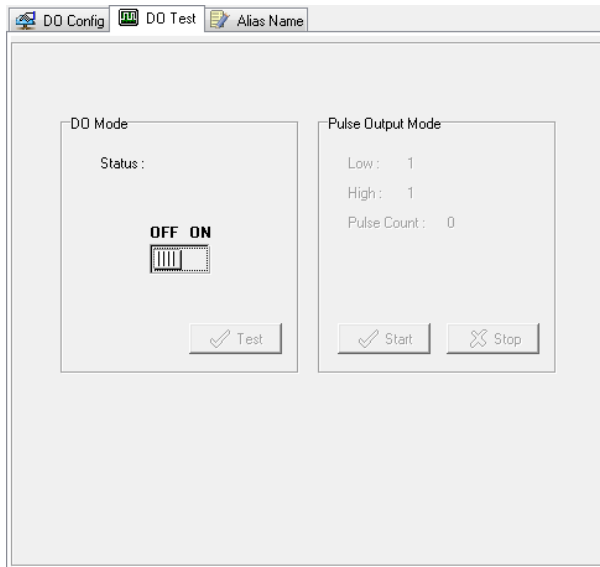 DO Config DO Test Alias Name
DO Mode
Status :
OFF ON
Test
Pulse Output Mode
Low : 1
High : 1
Pulse Count : 0
Start Stop